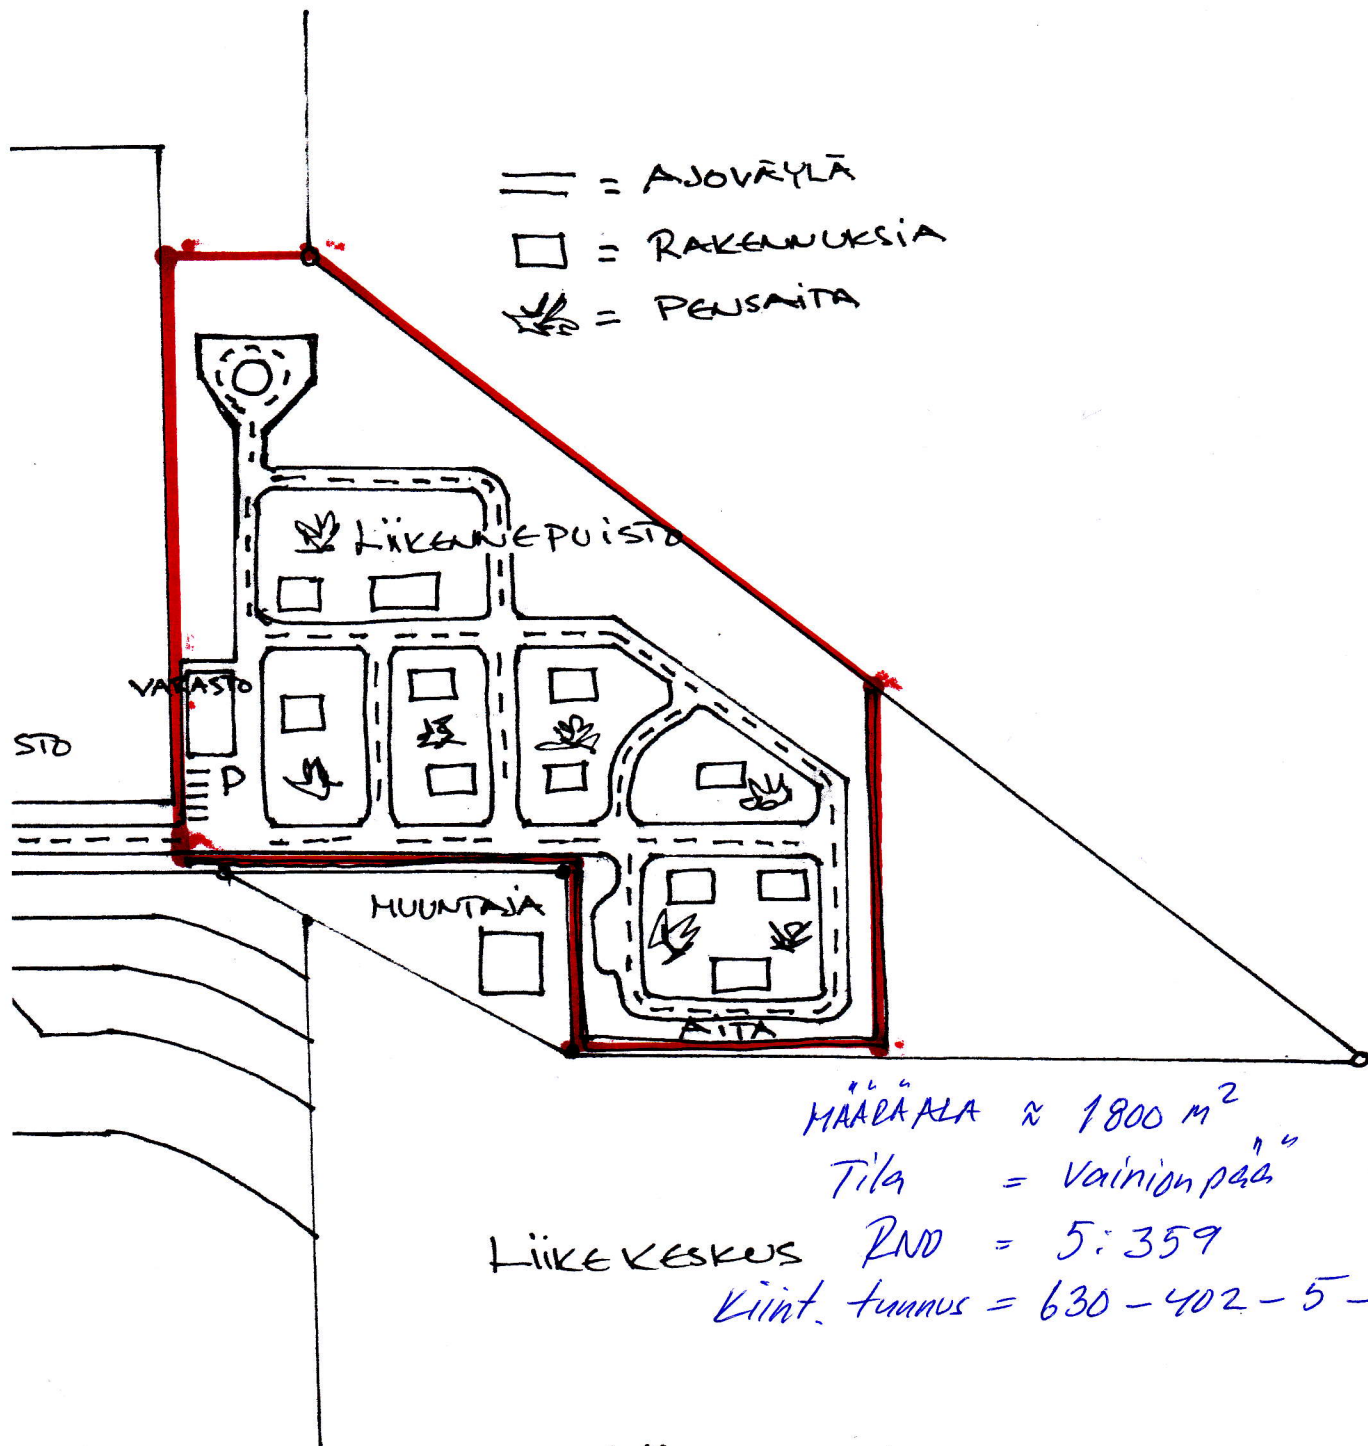 = AJOVÄYLÄ
= RAKENNUKSIA
= PENSAITA
LIIKENNEPUISTO
VARASTO
STO
P
MUUNTAJA
AITA
MÄÄRÄALA ≈ 1800 m²
Tila = Vainionpää
LIIKEKESKUS
RNO = 5:359
Kiint. tunnus = 630-402-5-